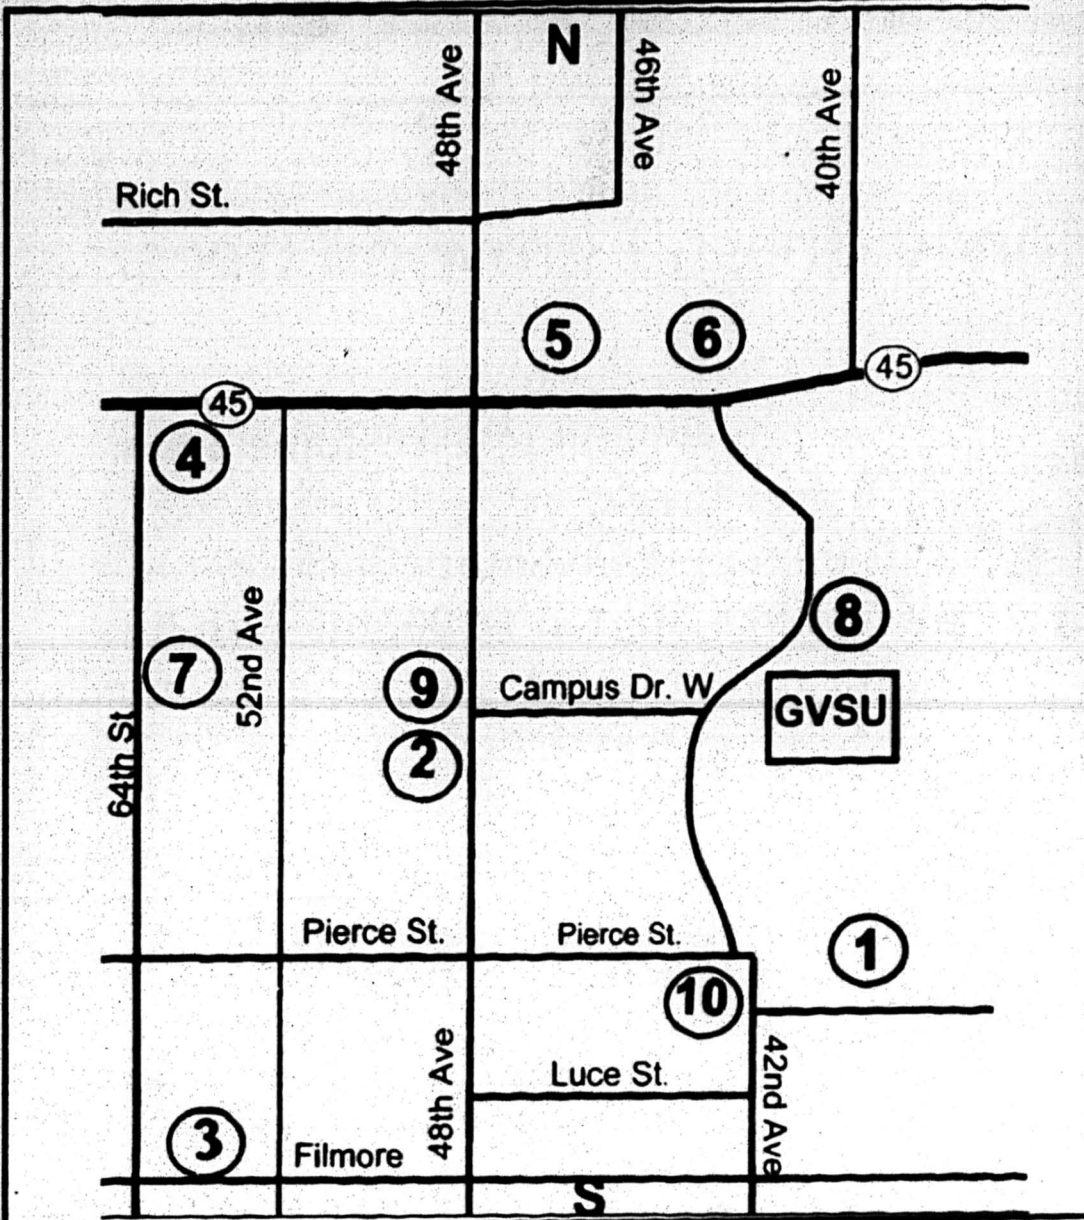 N
48th Ave
46th Ave
40th Ave
Rich St.
5
6
45
45
4
8
52nd Ave
7
9
Campus Dr. W
GVSU
64th St
2
Pierce St.
Pierce St.
1
10
48th Ave
Luce St.
42nd Ave
3
Filmore
S